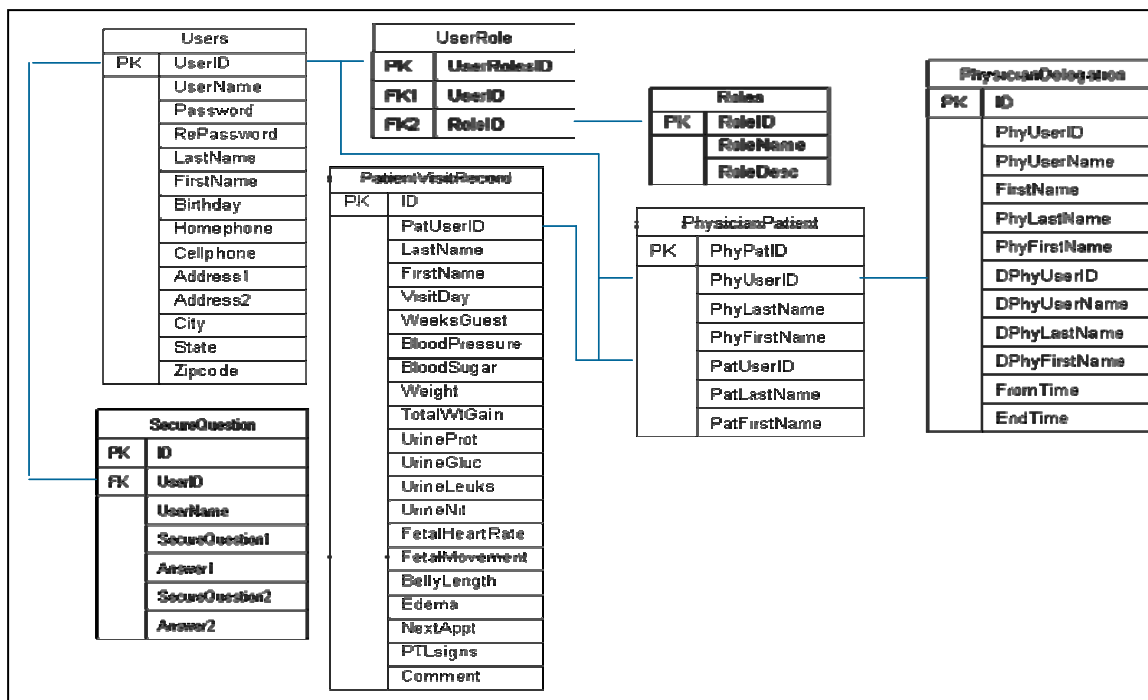 Users
PK UserID
UserName
Password
RePassword
LastName
FirstName
Birthday
Homephone
Cellphone
Address1
Address2
City
State
Zipcode
SecureQuestion
PK ID
FK UserID
UserName
SecureQuestion1
Answer1
SecureQuestion2
Answer2
UserRole
PK UserRolesID
FK1 UserID
FK2 RoleID
PatientVisitRecord
PK ID
PatUserID
LastName
FirstName
VisitDay
WeeksGuest
BloodPressure
BloodSugar
Weight
TotalWtGain
UrineProt
UrineGluc
UrineLeuks
UrineNit
FetalHeartRate
FetalMovement
BellyLength
Edema
NextAppt
PTLsigns
Comment
Roles
PK RoleID
RoleName
RoleDesc
PhysicianPatient
PK PhyPatID
PhyUserID
PhyLastName
PhyFirstName
PatUserID
PatLastName
PatFirstName
PhysicianDelegation
PK ID
PhyUserID
PhyUserName
FirstName
PhyLastName
PhyFirstName
DPhyUserID
DPhyUserName
DPhyLastName
DPhyFirstName
FromTime
EndTime